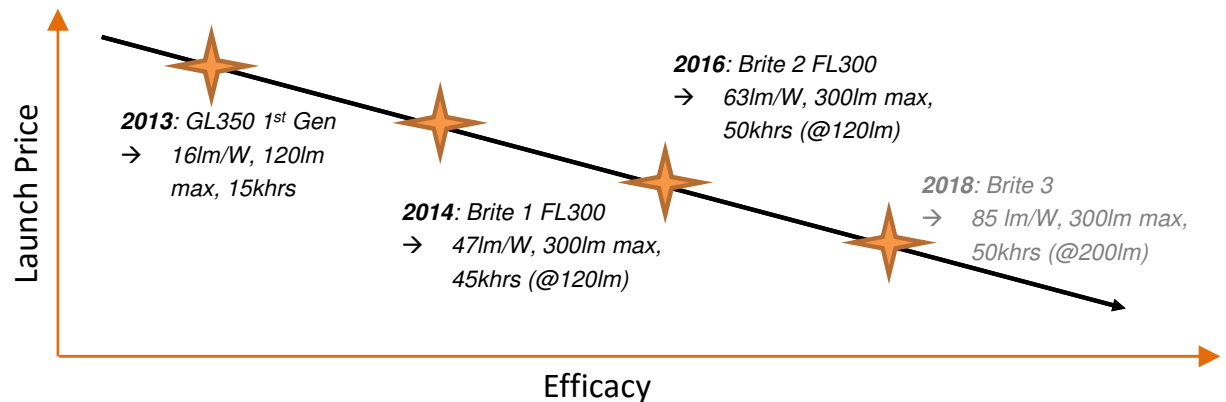 Launch Price
2013: GL350 1st Gen
→ 16lm/W, 120lm
max, 15khrs
2014: Brite 1 FL300
→ 47lm/W, 300lm max,
45khrs (@120lm)
2016: Brite 2 FL300
→ 63lm/W, 300lm max,
50khrs (@120lm)
2018: Brite 3
→ 85 lm/W, 300lm max,
50khrs (@200lm)
Efficacy